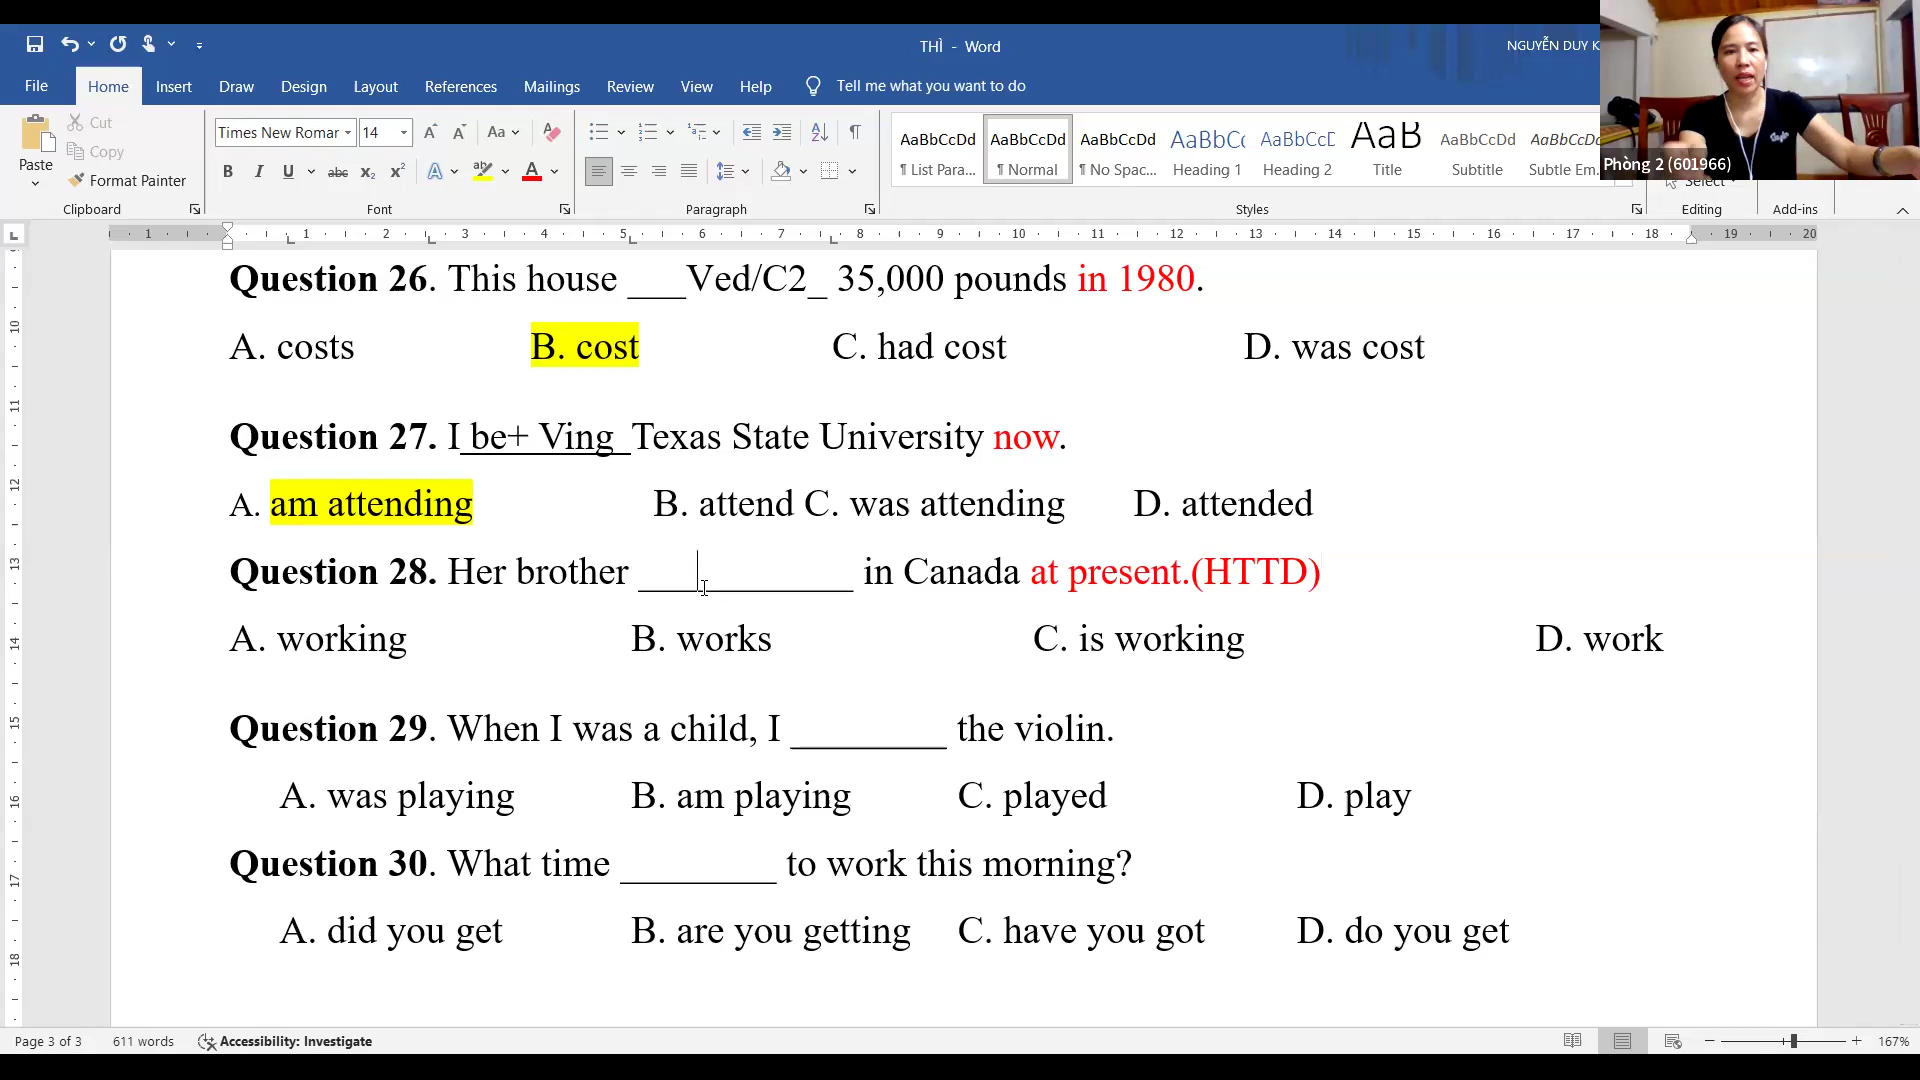 THÌ - Word
NGUYỄN DUY K
File Home Insert Draw Design Layout References Mailings Review View Help Tell me what you want to do
Paste
Cut
Copy
Format Painter
Times New Romar 14
AaBbCcDd AaBbCcDd AaBbCcDd AaBbCc AaBbCcD AaB AaBbCcDd AaBbCcDd
¶ List Para... ¶ Normal ¶ No Spac... Heading 1 Heading 2 Title Subtitle Subtle Em...
Select
Phòng 2 (601966)
Clipboard Font Paragraph Styles Editing Add-ins
Question 26. This house ___Ved/C2_ 35,000 pounds in 1980.
A. costs B. cost C. had cost D. was cost
Question 27. I be+ Ving Texas State University now.
A. am attending B. attend C. was attending D. attended
Question 28. Her brother ___________ in Canada at present.(HTTD)
A. working B. works C. is working D. work
Question 29. When I was a child, I ________ the violin.
A. was playing B. am playing C. played D. play
Question 30. What time ________ to work this morning?
A. did you get B. are you getting C. have you got D. do you get
Page 3 of 3 611 words Accessibility: Investigate 167%